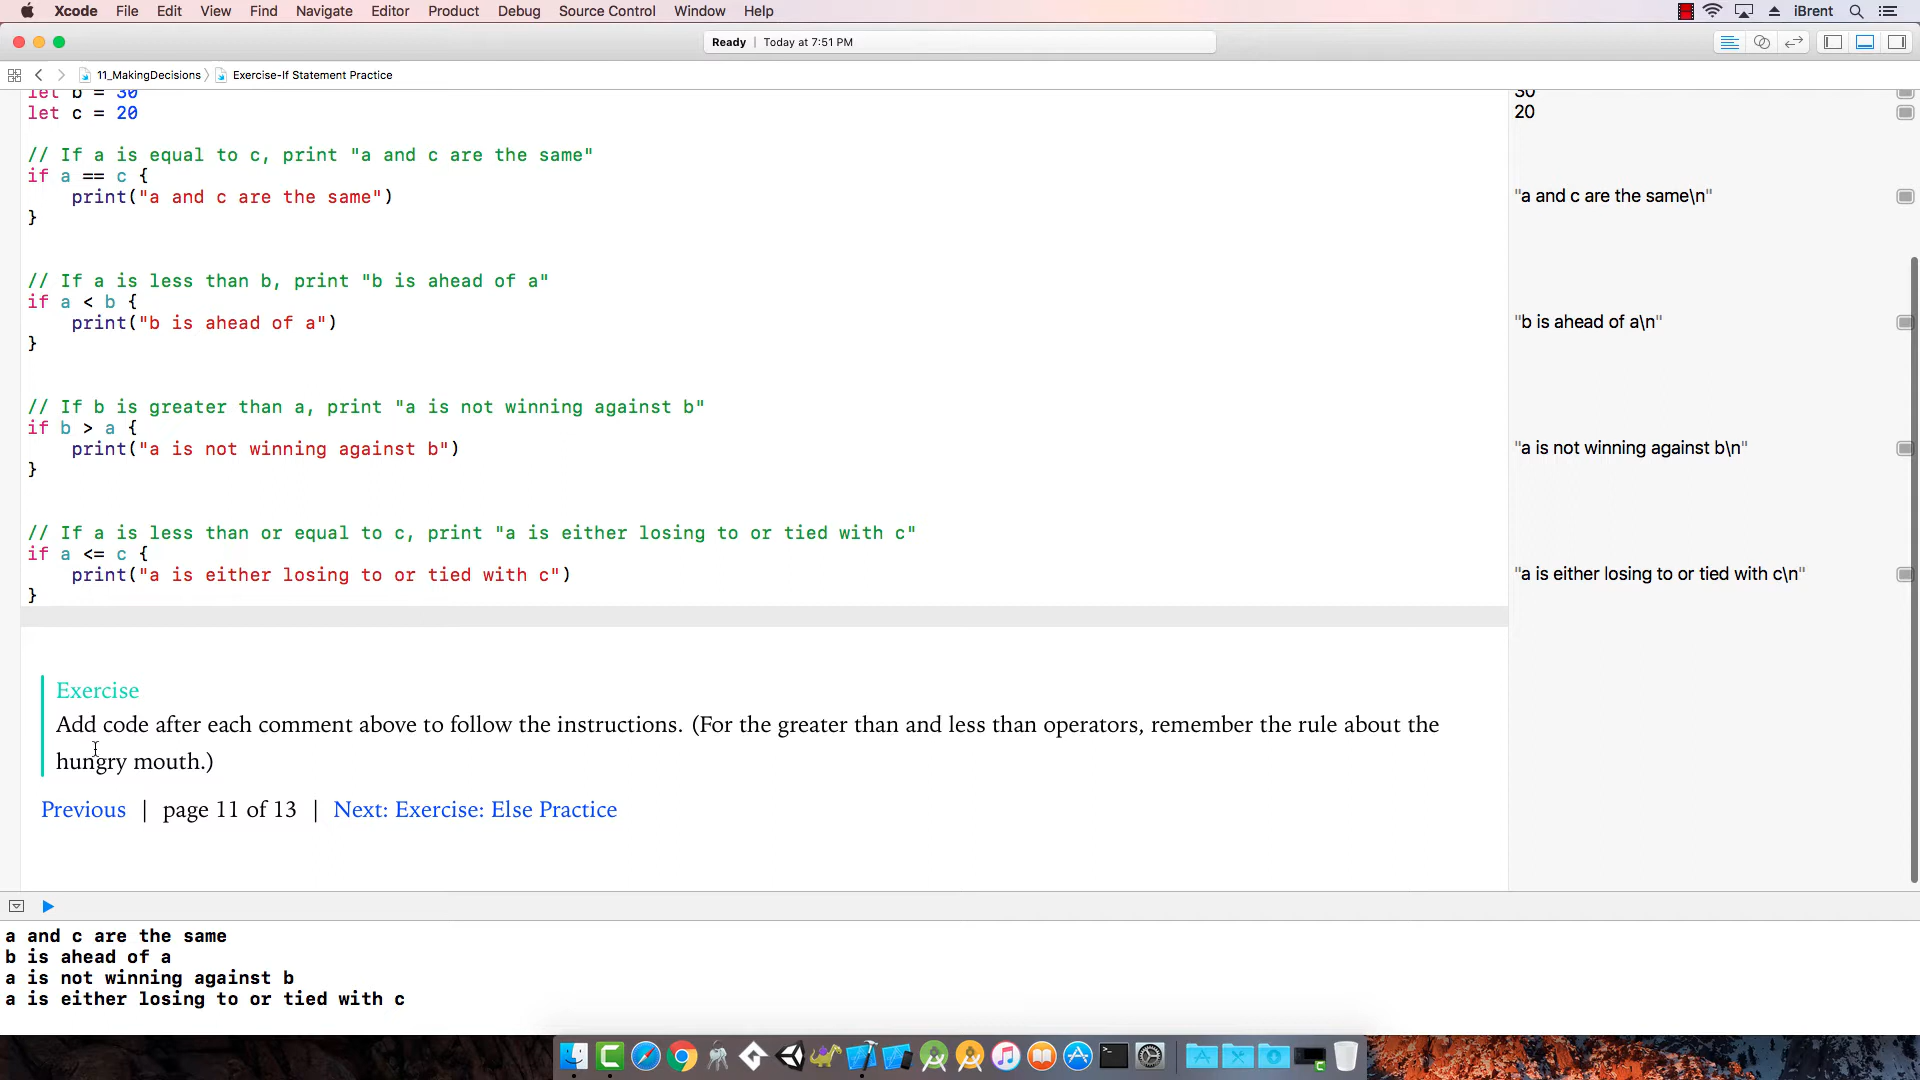 Xcode File Edit View Find Navigate Editor Product Debug Source Control Window Help iBrent
Ready | Today at 7:51 PM
11_MakingDecisions Exercise-If Statement Practice
let b = 30 30
let c = 20 20
// If a is equal to c, print "a and c are the same"
if a == c {
print("a and c are the same") "a and c are the same\n"
}
// If a is less than b, print "b is ahead of a"
if a < b {
print("b is ahead of a") "b is ahead of a\n"
}
// If b is greater than a, print "a is not winning against b"
if b > a {
print("a is not winning against b") "a is not winning against b\n"
}
// If a is less than or equal to c, print "a is either losing to or tied with c"
if a <= c {
print("a is either losing to or tied with c") "a is either losing to or tied with c\n"
}
Exercise
Add code after each comment above to follow the instructions. (For the greater than and less than operators, remember the rule about the
hungry mouth.)
Previous | page 11 of 13 | Next: Exercise: Else Practice
a and c are the same
b is ahead of a
a is not winning against b
a is either losing to or tied with c